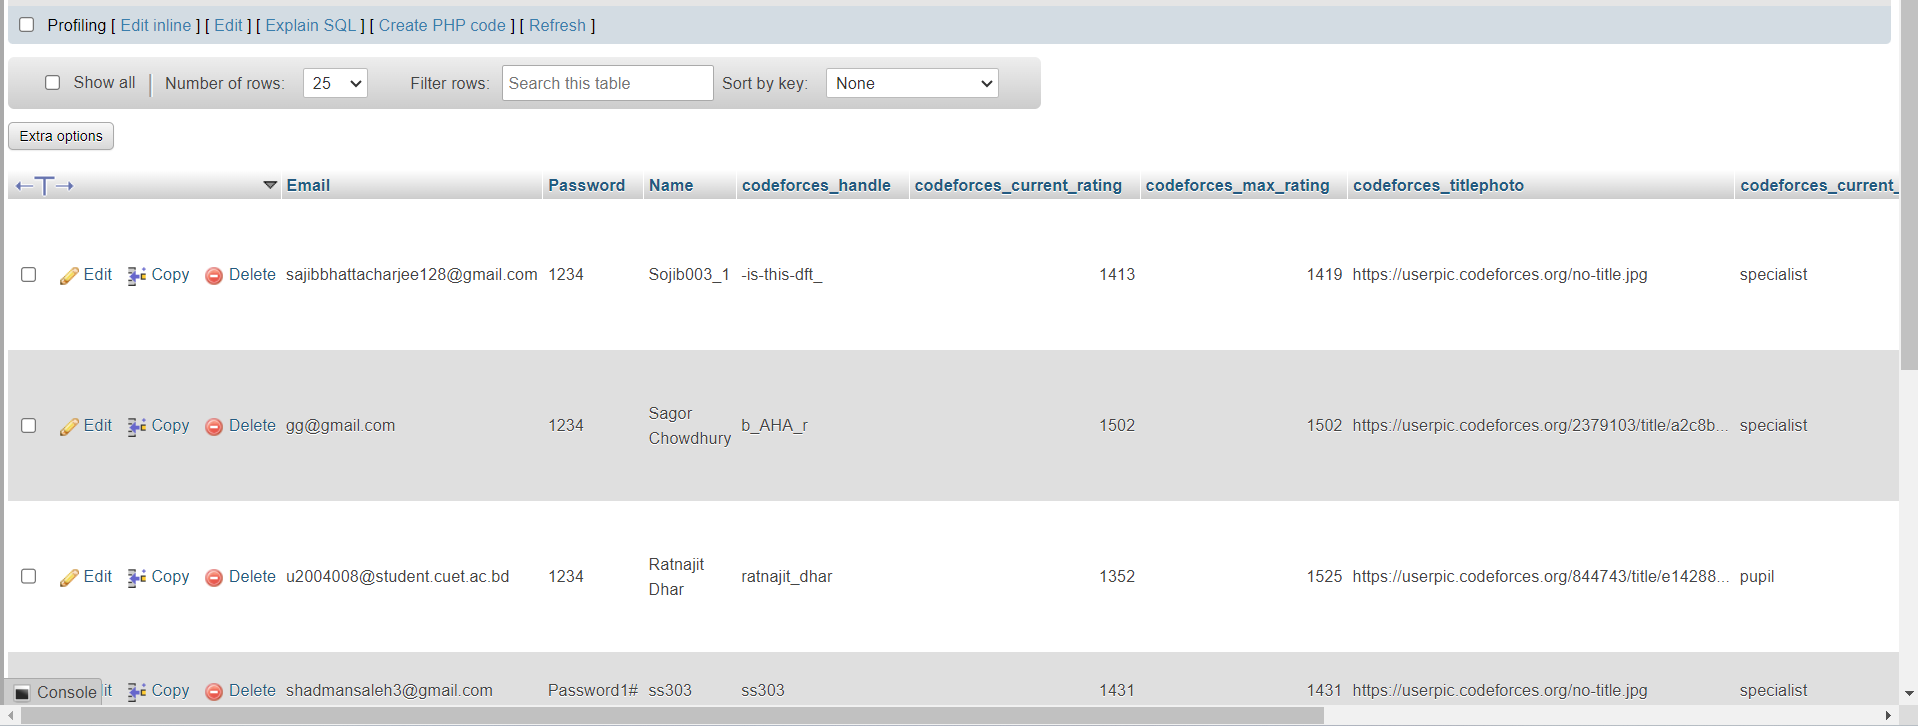 Profiling [ Edit inline ] [ Edit ] [ Explain SQL ] [ Create PHP code ] [ Refresh ]
Show all | Number of rows: 25 Filter rows: Search this table Sort by key: None
Extra options
←T→ Email Password Name codeforces_handle codeforces_current_rating codeforces_max_rating codeforces_titlephoto codeforces_current_
Edit Copy Delete sajibbhattacharjee128@gmail.com 1234 Sojib003_1 -is-this-dft_ 1413 1419 https://userpic.codeforces.org/no-title.jpg specialist
Edit Copy Delete gg@gmail.com 1234 Sagor Chowdhury b_AHA_r 1502 1502 https://userpic.codeforces.org/2379103/title/a2c8b... specialist
Edit Copy Delete u2004008@student.cuet.ac.bd 1234 Ratnajit Dhar ratnajit_dhar 1352 1525 https://userpic.codeforces.org/844743/title/e14288... pupil
Console it Copy Delete shadmansaleh3@gmail.com Password1# ss303 ss303 1431 1431 https://userpic.codeforces.org/no-title.jpg specialist